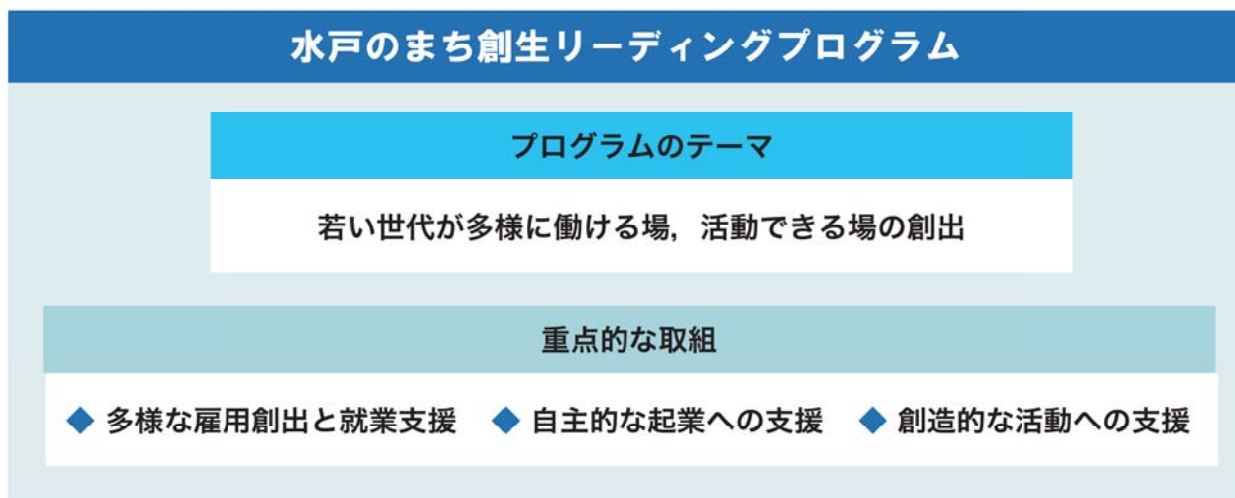 水戸のまち創生リーディングプログラム
プログラムのテーマ
若い世代が多様に働ける場，活動できる場の創出
重点的な取組
◆ 多様な雇用創出と就業支援 ◆ 自主的な起業への支援 ◆ 創造的な活動への支援